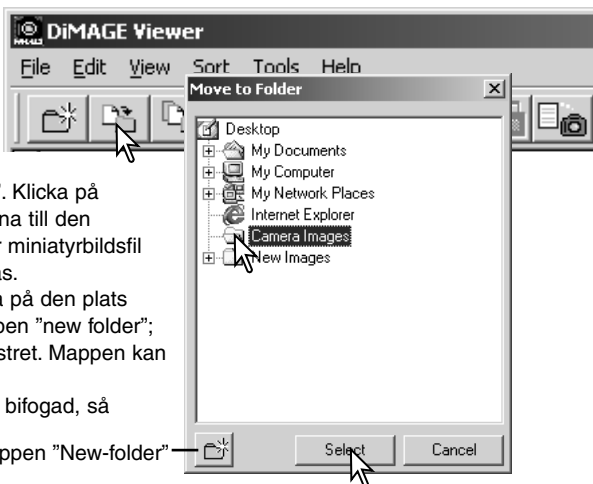 DiMAGE Viewer
File Edit View Sort Tools Help
Move to Folder
Desktop
My Documents
My Computer
My Network Places
Internet Explorer
Camera Images
New Images
Select Cancel
”. Klicka på
na till den
r miniatyrbildsfil
as.
a på den plats
pen ”new folder”;
stret. Mappen kan
bifogad, så
ppen ”New-folder”